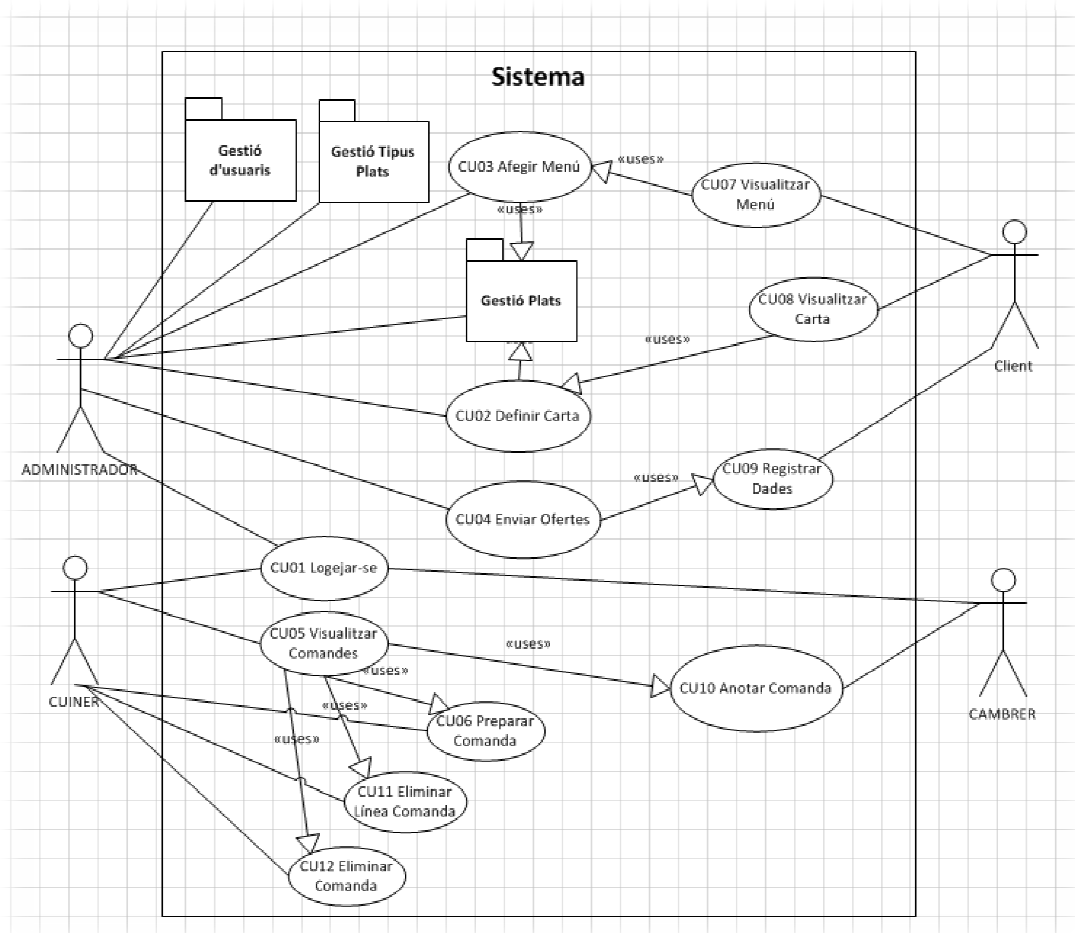 Sistema
Gestió
d'usuaris
Gestió Tipus
Plats
CU03 Afegir Menú
«uses»
CU07 Visualitzar
Menú
«uses»
Gestió Plats
CU08 Visualitzar
Carta
«uses»
Client
CU02 Definir Carta
ADMINISTRADOR
CU09 Registrar
Dades
«uses»
CU04 Enviar Ofertes
CU01 Logejar-se
CU05 Visualitzar
Comandes
«uses»
«uses»
CU10 Anotar Comanda
CUINER
CAMBRER
«uses»
CU06 Preparar
Comanda
«uses»
CU11 Eliminar
Línea Comanda
CU12 Eliminar
Comanda